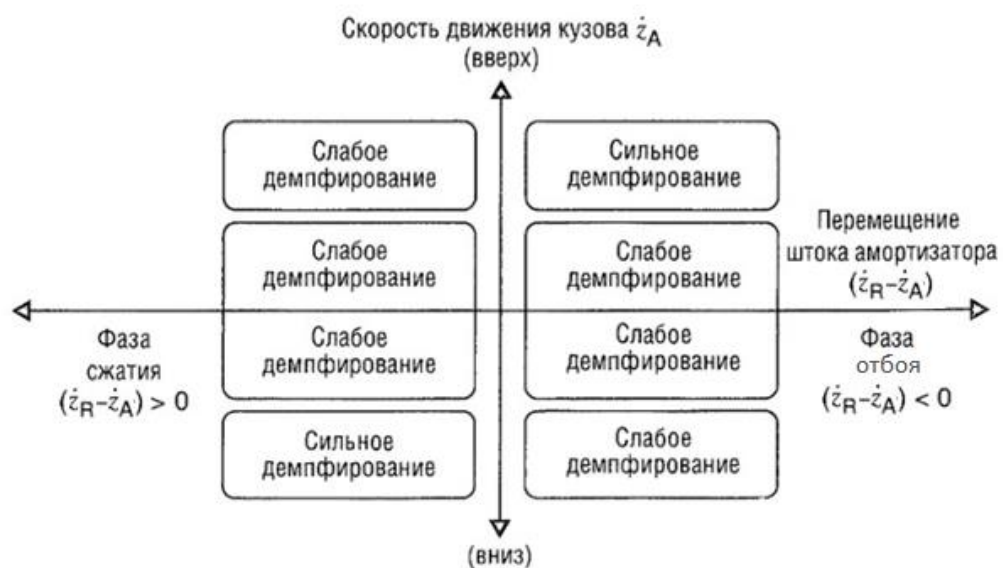 Скорость движения кузова ż_A
(вверх)
Слабое
демпфирование
Сильное
демпфирование
Слабое
демпфирование
Слабое
демпфирование
Перемещение
штока амортизатора
(ż_R–ż_A)
Фаза
сжатия
(ż_R–ż_A) > 0
Слабое
демпфирование
Слабое
демпфирование
Фаза
отбоя
(ż_R–ż_A) < 0
Сильное
демпфирование
Слабое
демпфирование
(вниз)